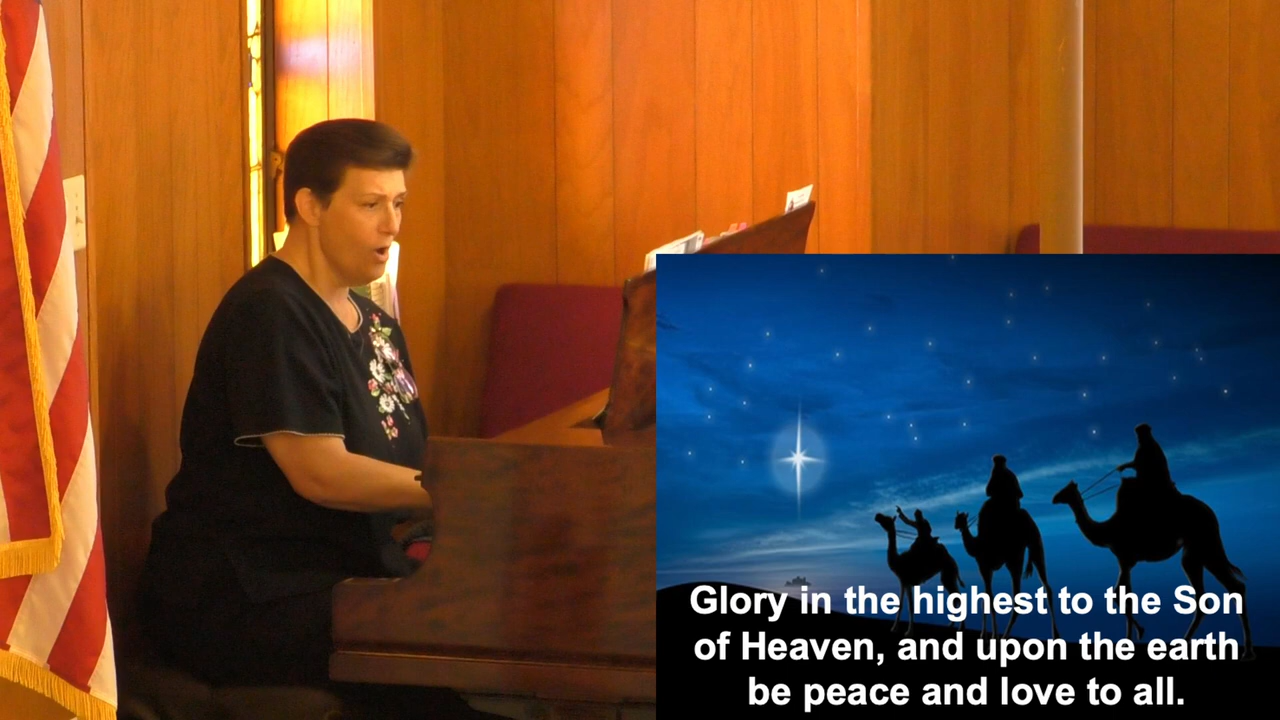 Glory in the highest to the Son
of Heaven, and upon the earth
be peace and love to all.